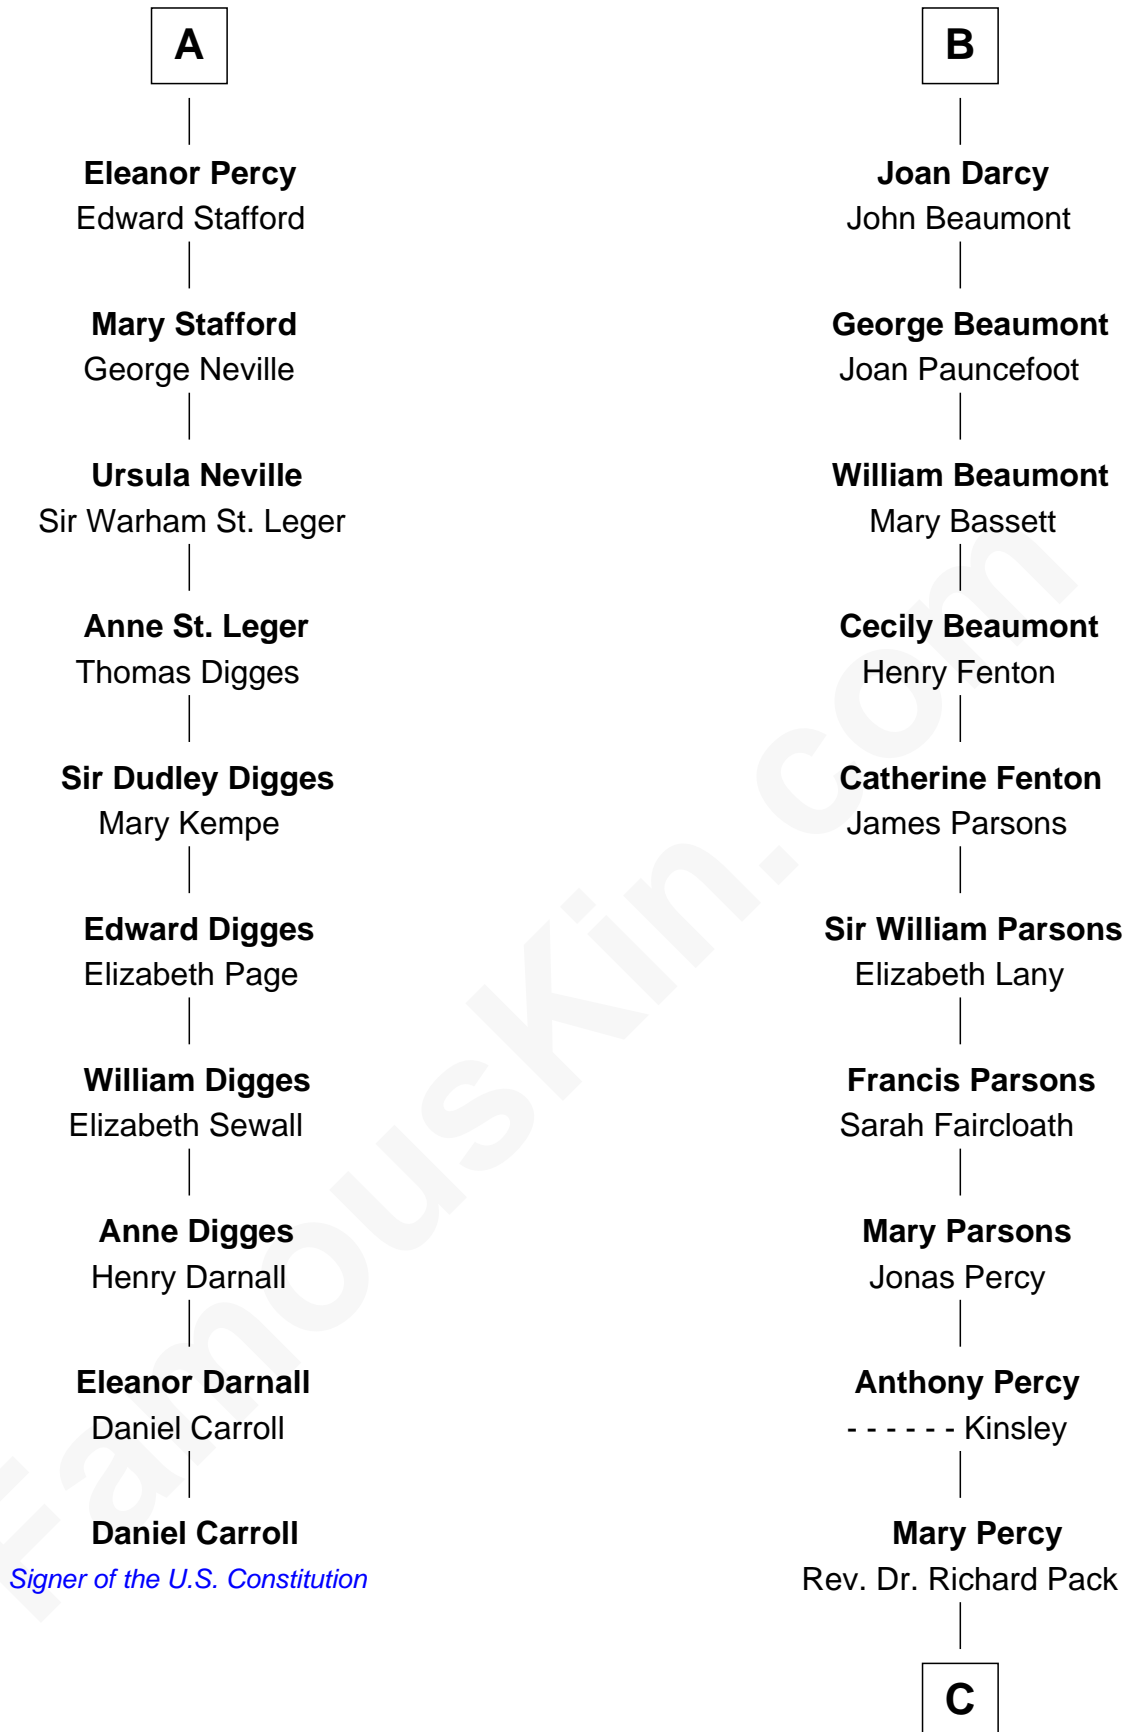 A
Eleanor Percy
Edward Stafford
Mary Stafford
George Neville
Ursula Neville
Sir Warham St. Leger
Anne St. Leger
Thomas Digges
Sir Dudley Digges
Mary Kempe
Edward Digges
Elizabeth Page
William Digges
Elizabeth Sewall
Anne Digges
Henry Darnall
Eleanor Darnall
Daniel Carroll
Daniel Carroll
Signer of the U.S. Constitution
B
Joan Darcy
John Beaumont
George Beaumont
Joan Pauncefoot
William Beaumont
Mary Bassett
Cecily Beaumont
Henry Fenton
Catherine Fenton
James Parsons
Sir William Parsons
Elizabeth Lany
Francis Parsons
Sarah Faircloath
Mary Parsons
Jonas Percy
Anthony Percy
- - - - - - Kinsley
Mary Percy
Rev. Dr. Richard Pack
C
FamousKin.com